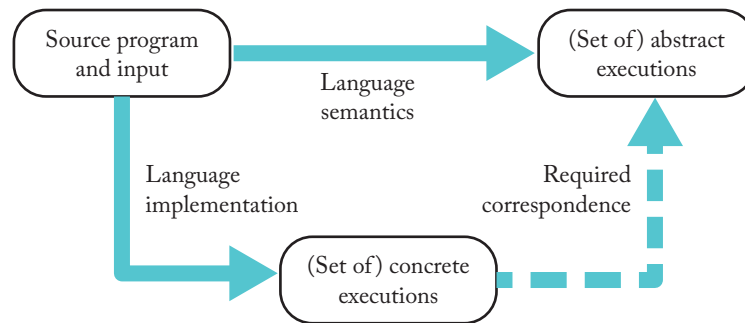 Source program
and input
(Set of) abstract
executions
Language
semantics
Language
implementation
Required
correspondence
(Set of) concrete
executions